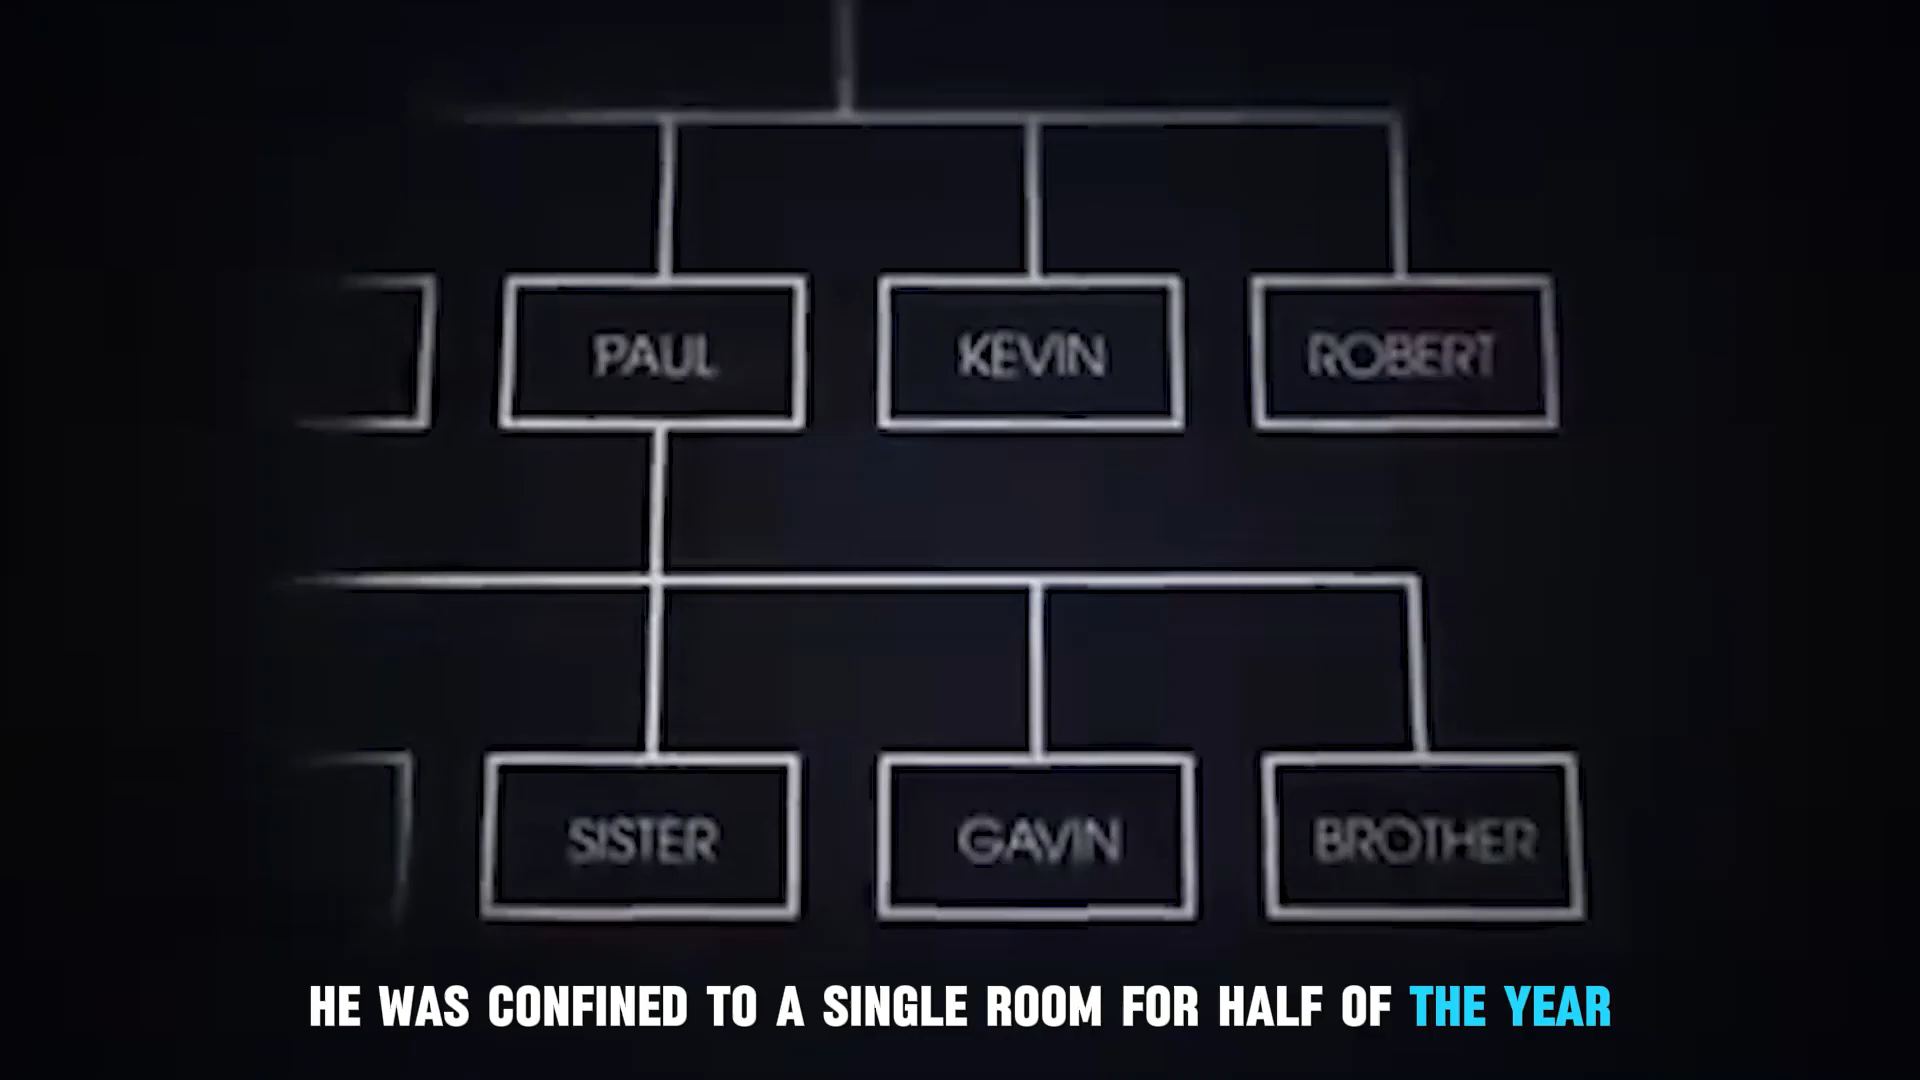 PAUL
KEVIN
ROBERT
SISTER
GAVIN
BROTHER
HE WAS CONFINED TO A SINGLE ROOM FOR HALF OF THE YEAR